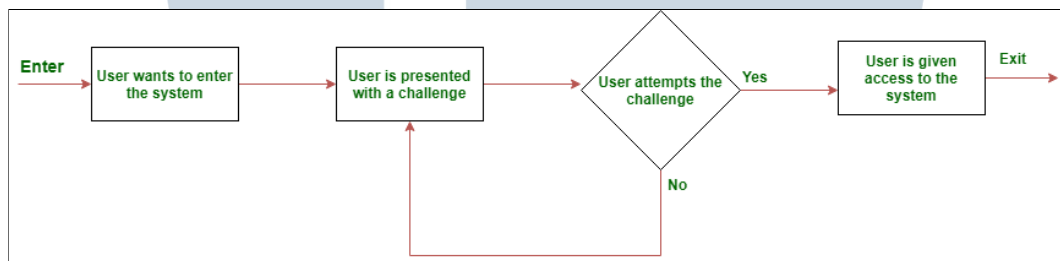 Enter
User wants to enter
the system
User is presented
with a challenge
User attempts the
challenge
Yes
No
User is given
access to the
system
Exit